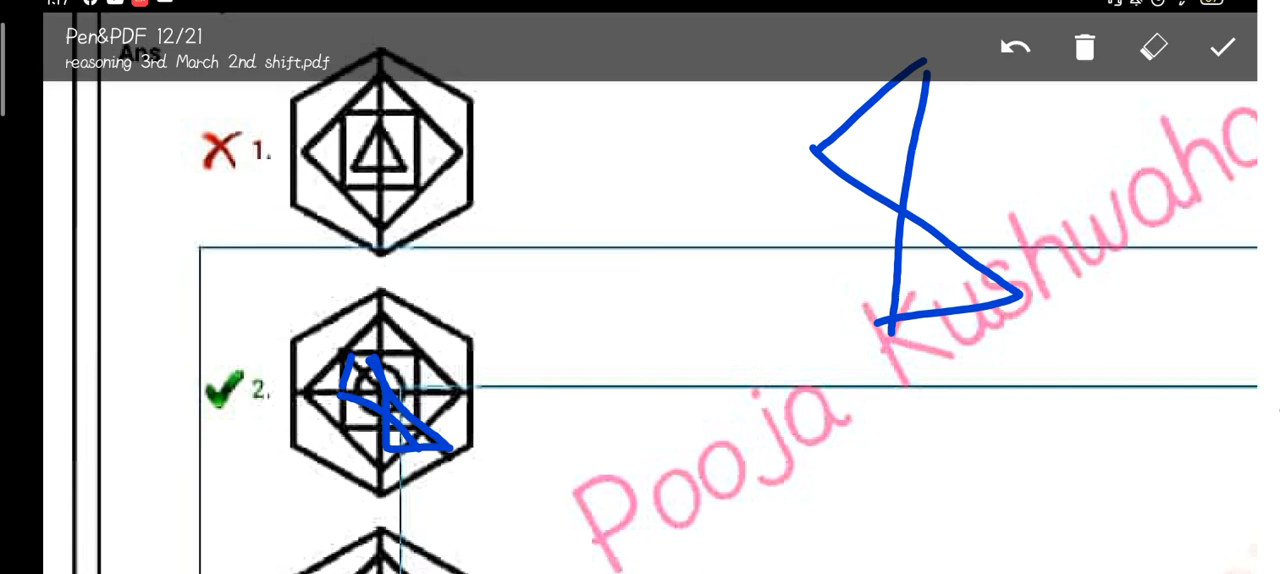 Pen&PDF 12/21
reasoning 3rd March 2nd shift.pdf
Ans
1.
2.
Pooja Kushwaha